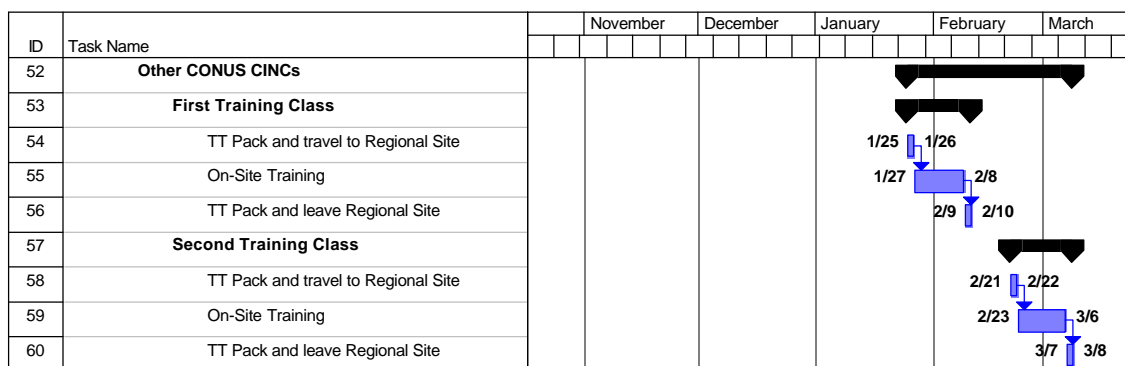 November December January February March
ID Task Name
52 Other CONUS CINCs
53 First Training Class
54 TT Pack and travel to Regional Site 1/25 1/26
55 On-Site Training 1/27 2/8
56 TT Pack and leave Regional Site 2/9 2/10
57 Second Training Class
58 TT Pack and travel to Regional Site 2/21 2/22
59 On-Site Training 2/23 3/6
60 TT Pack and leave Regional Site 3/7 3/8